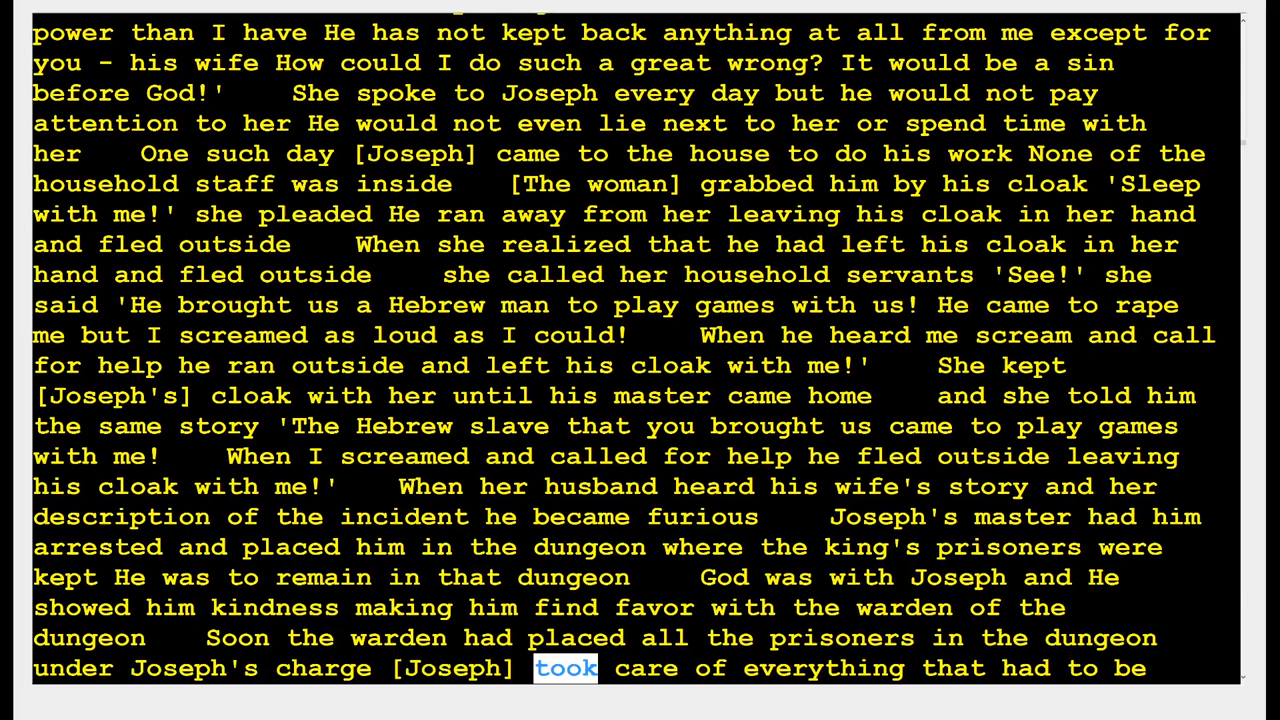 power than I have He has not kept back anything at all from me except for
you - his wife How could I do such a great wrong? It would be a sin
before God!' She spoke to Joseph every day but he would not pay
attention to her He would not even lie next to her or spend time with
her One such day [Joseph] came to the house to do his work None of the
household staff was inside [The woman] grabbed him by his cloak 'Sleep
with me!' she pleaded He ran away from her leaving his cloak in her hand
and fled outside When she realized that he had left his cloak in her
hand and fled outside she called her household servants 'See!' she
said 'He brought us a Hebrew man to play games with us! He came to rape
me but I screamed as loud as I could! When he heard me scream and call
for help he ran outside and left his cloak with me!' She kept
[Joseph's] cloak with her until his master came home and she told him
the same story 'The Hebrew slave that you brought us came to play games
with me! When I screamed and called for help he fled outside leaving
his cloak with me!' When her husband heard his wife's story and her
description of the incident he became furious Joseph's master had him
arrested and placed him in the dungeon where the king's prisoners were
kept He was to remain in that dungeon God was with Joseph and He
showed him kindness making him find favor with the warden of the
dungeon Soon the warden had placed all the prisoners in the dungeon
under Joseph's charge [Joseph] took care of everything that had to be